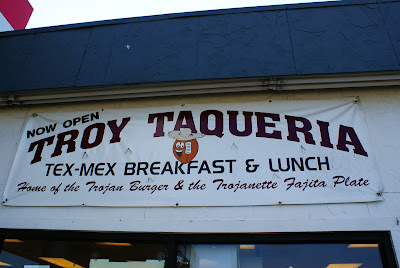 NOW OPEN
TROY TAQUERIA
TEX-MEX BREAKFAST & LUNCH
Home of the Trojan Burger & the Trojanette Fajita Plate